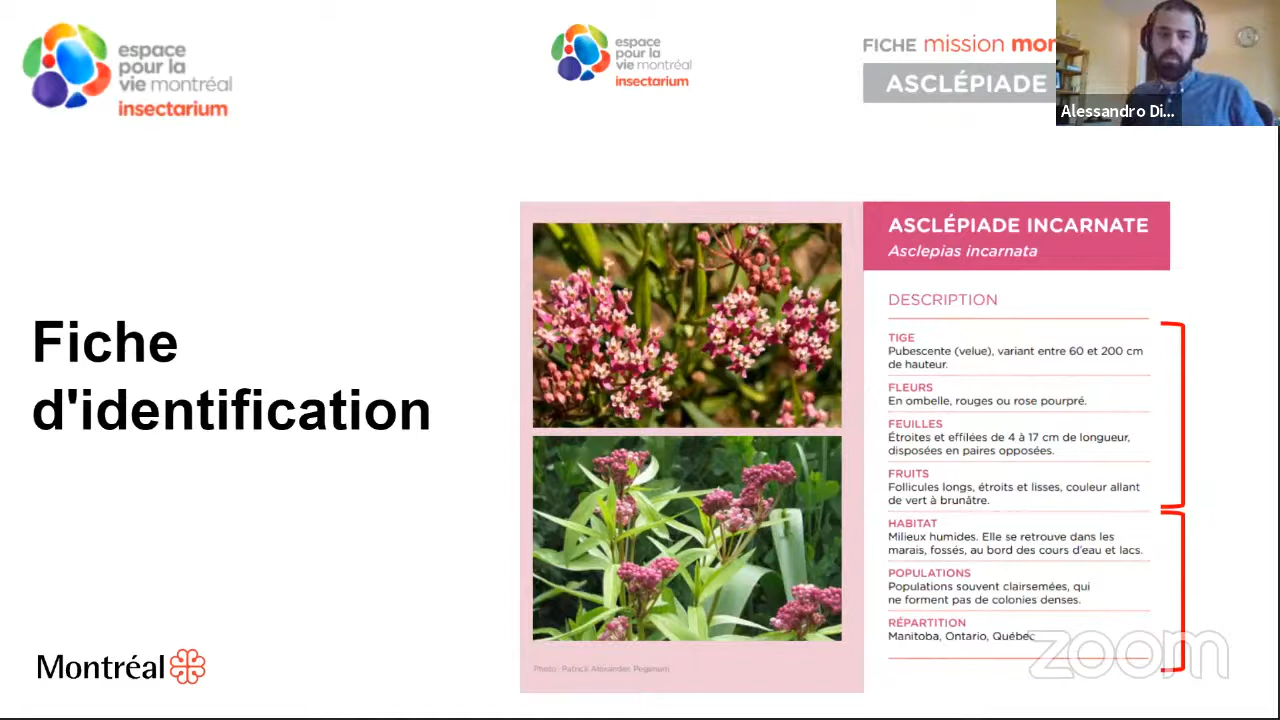 espace
pour la
vie montréal
insectarium
espace
pour la
vie montréal
insectarium
FICHE mission mon
ASCLÉPIADE
Alessandro Di...
Fiche
d'identification
ASCLÉPIADE INCARNATE
Asclepias incarnata
DESCRIPTION
TIGE
Pubescente (velue), variant entre 60 et 200 cm
de hauteur.
FLEURS
En ombelle, rouges ou rose pourpré.
FEUILLES
Étroites et effilées de 4 à 17 cm de longueur,
disposées en paires opposées.
FRUITS
Follicules longs, étroits et lisses, couleur allant
de vert à brunâtre.
HABITAT
Milieux humides. Elle se retrouve dans les
marais, fossés, au bord des cours d'eau et lacs.
POPULATIONS
Populations souvent clairsemées, qui
ne forment pas de colonies denses.
RÉPARTITION
Manitoba, Ontario, Québec
Photo : Patrick Alexander, Pegmum
Montréal
zoom